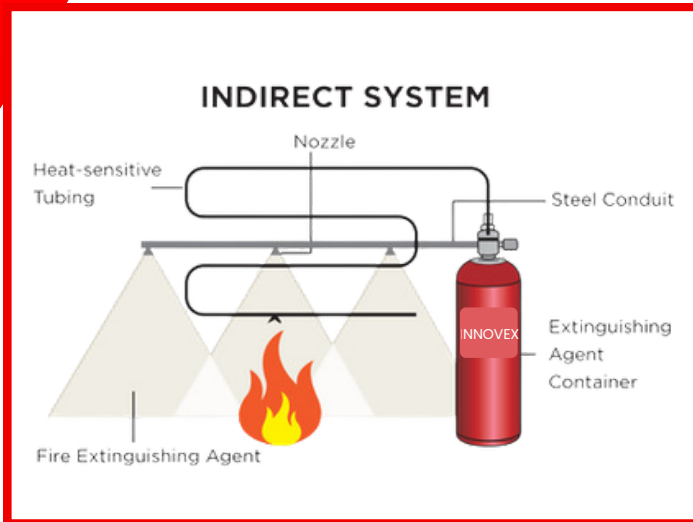 INDIRECT SYSTEM
Nozzle
Heat-sensitive
Tubing
Steel Conduit
INNOVEX
Extinguishing
Agent
Container
Fire Extinguishing Agent